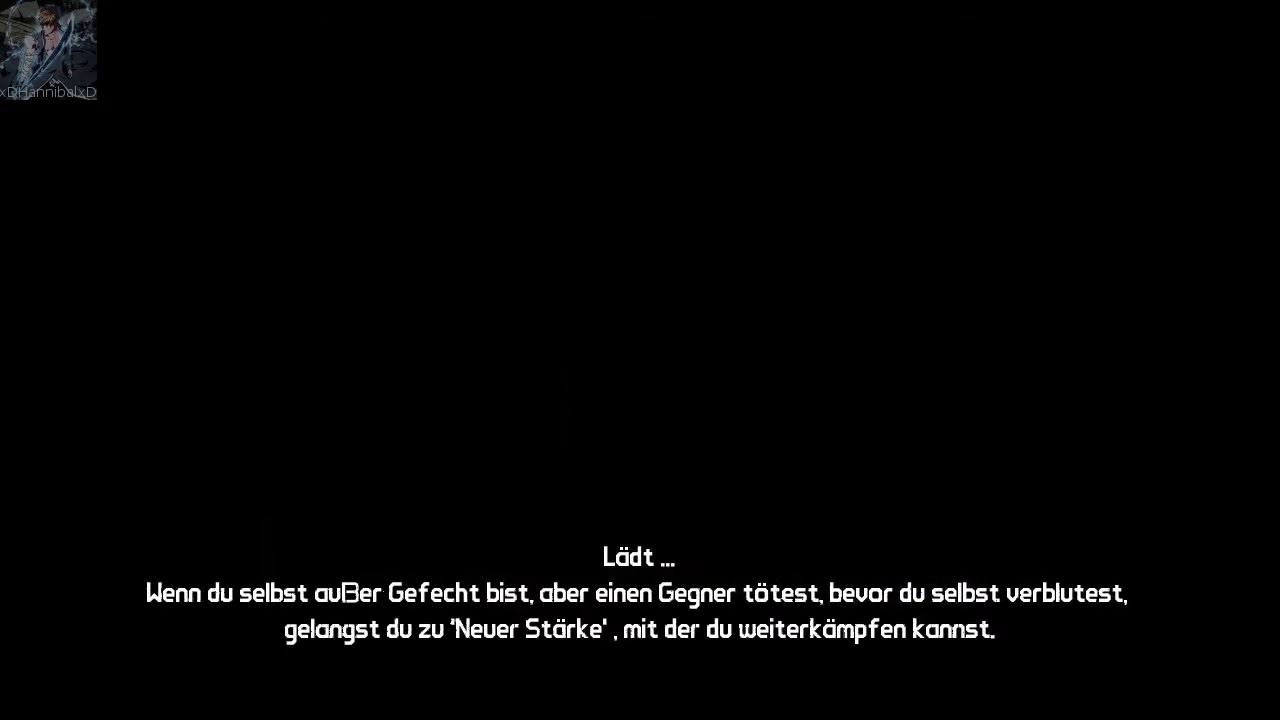 xDHannibalxD
Lädt ...
Wenn du selbst außer Gefecht bist, aber einen Gegner tötest, bevor du selbst verblutest,
gelangst du zu 'Neuer Stärke' , mit der du weiterkämpfen kannst.